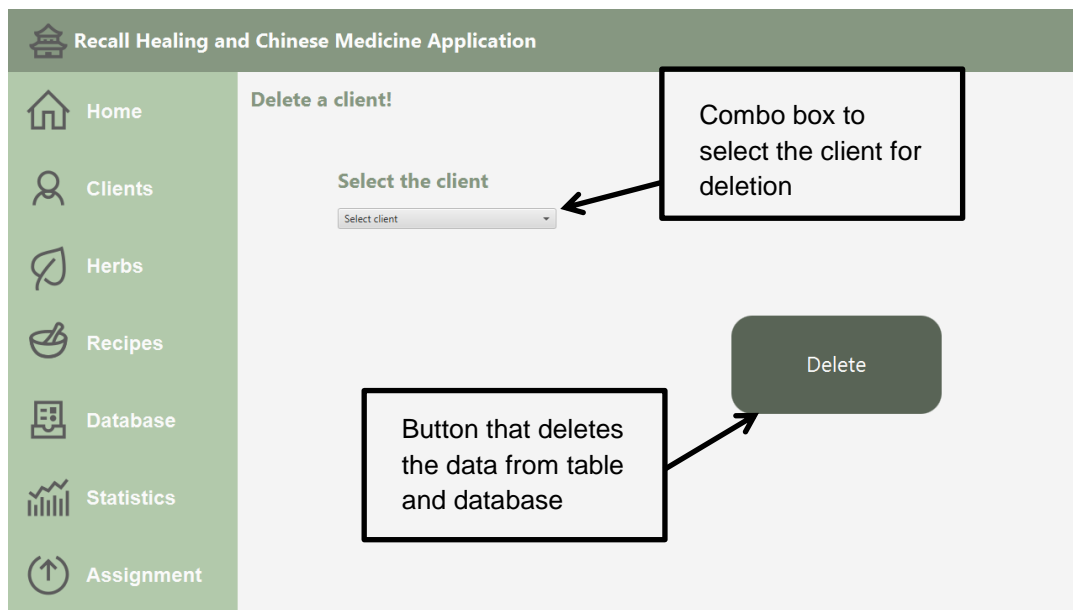 Recall Healing and Chinese Medicine Application
Home
Clients
Herbs
Recipes
Database
Statistics
Assignment
Delete a client!
Select the client
Select client
Combo box to
select the client for
deletion
Delete
Button that deletes
the data from table
and database